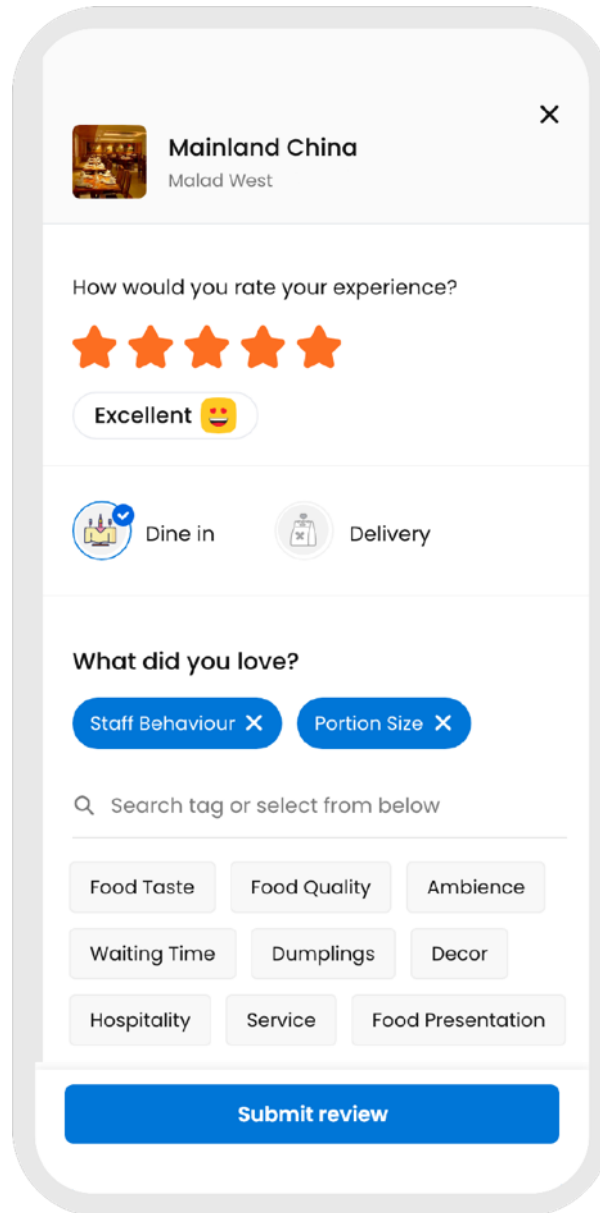 Mainland China
Malad West
How would you rate your experience?
Excellent
Dine in Delivery
What did you love?
Staff Behaviour Portion Size
Search tag or select from below
Food Taste Food Quality Ambience
Waiting Time Dumplings Decor
Hospitality Service Food Presentation
Submit review